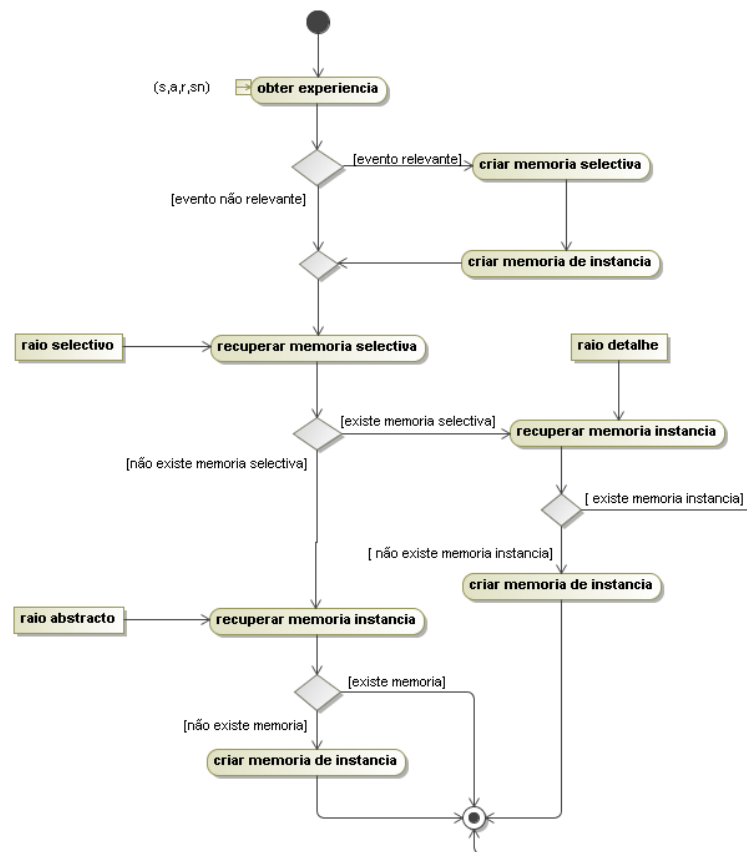 (s,a,r,sn)
obter experiencia
[evento relevante]
criar memoria selectiva
[evento não relevante]
criar memoria de instancia
raio selectivo
recuperar memoria selectiva
raio detalhe
[existe memoria selectiva]
recuperar memoria instancia
[não existe memoria selectiva]
[ existe memoria instancia]
[ não existe memoria instancia]
criar memoria de instancia
raio abstracto
recuperar memoria instancia
[existe memoria]
[não existe memoria]
criar memoria de instancia